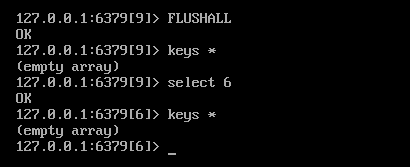 127.0.0.1:6379[9]> FLUSHALL
OK
127.0.0.1:6379[9]> keys *
(empty array)
127.0.0.1:6379[9]> select 6
OK
127.0.0.1:6379[6]> keys *
(empty array)
127.0.0.1:6379[6]> _